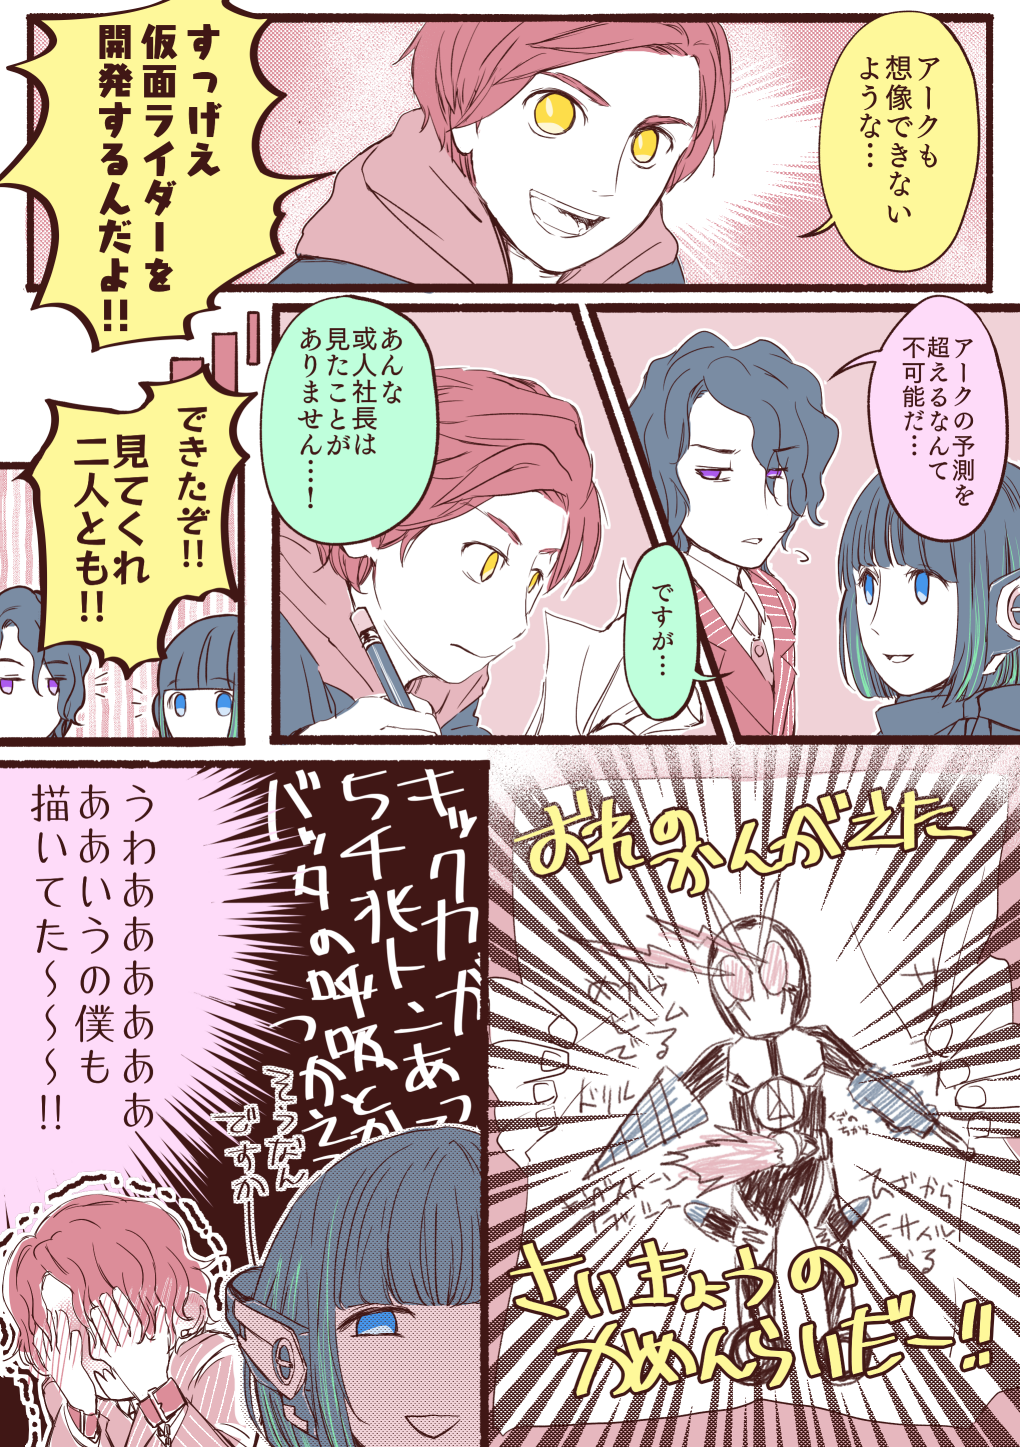 アークも
想像できない
ような…
すっげえ
仮面ライダーを
開発するんだよ!!
アークの予測を
超えるなんて
不可能だ…
ですが…
あんな
或人社長は
見たことが
ありません…!
できたぞ!!
見てくれ
二人とも!!
おれの
かんがえた
さいきょうの
かめんらいだー!!
めから
でる
ドリル
ひざから
ミサイル
でる
キック力があっ
5千兆トン
バッタの呼吸とか
つかえ
そうなん
ですか
うわあああああああ
ああいうの僕も
描いてた〜〜〜!!